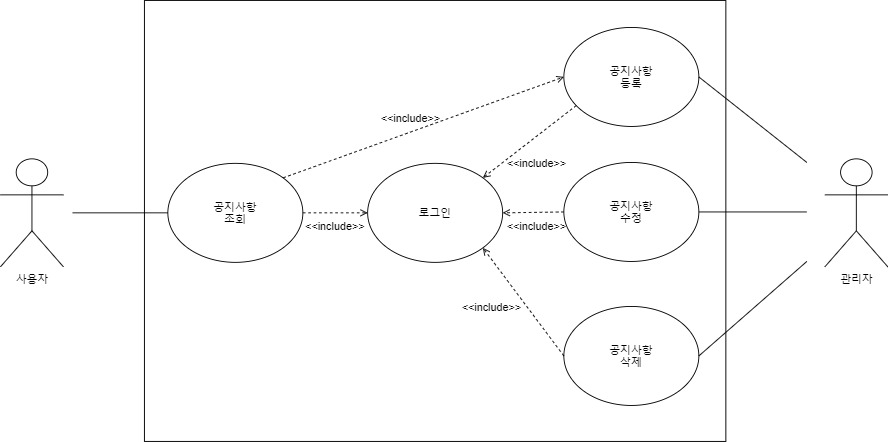 공지사항
등록
<<include>>
<<include>>
공지사항
조회
로그인
공지사항
수정
<<include>>
<<include>>
사용자
관리자
<<include>>
공지사항
삭제